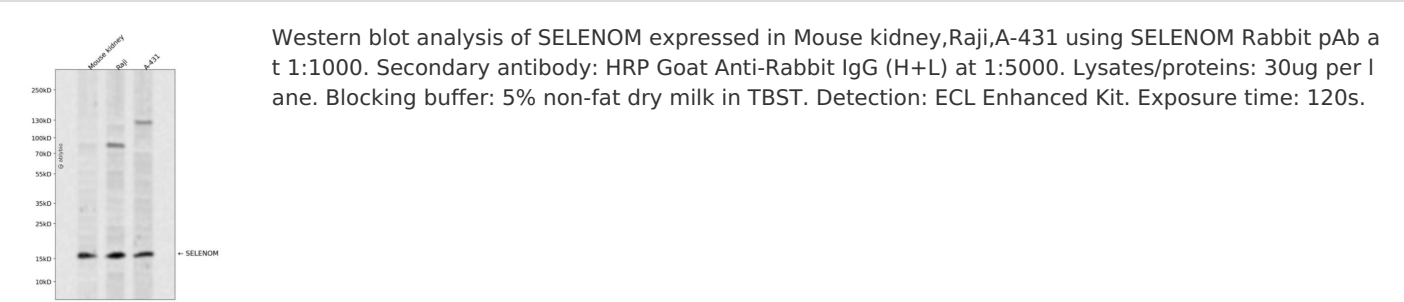 Mouse kidney
Raji
A-431
250kD
130kD
100kD
70kD
55kD
35kD
25kD
15kD
10kD
← SELENOM
Western blot analysis of SELENOM expressed in Mouse kidney,Raji,A-431 using SELENOM Rabbit pAb a
t 1:1000. Secondary antibody: HRP Goat Anti-Rabbit IgG (H+L) at 1:5000. Lysates/proteins: 30ug per l
ane. Blocking buffer: 5% non-fat dry milk in TBST. Detection: ECL Enhanced Kit. Exposure time: 120s.